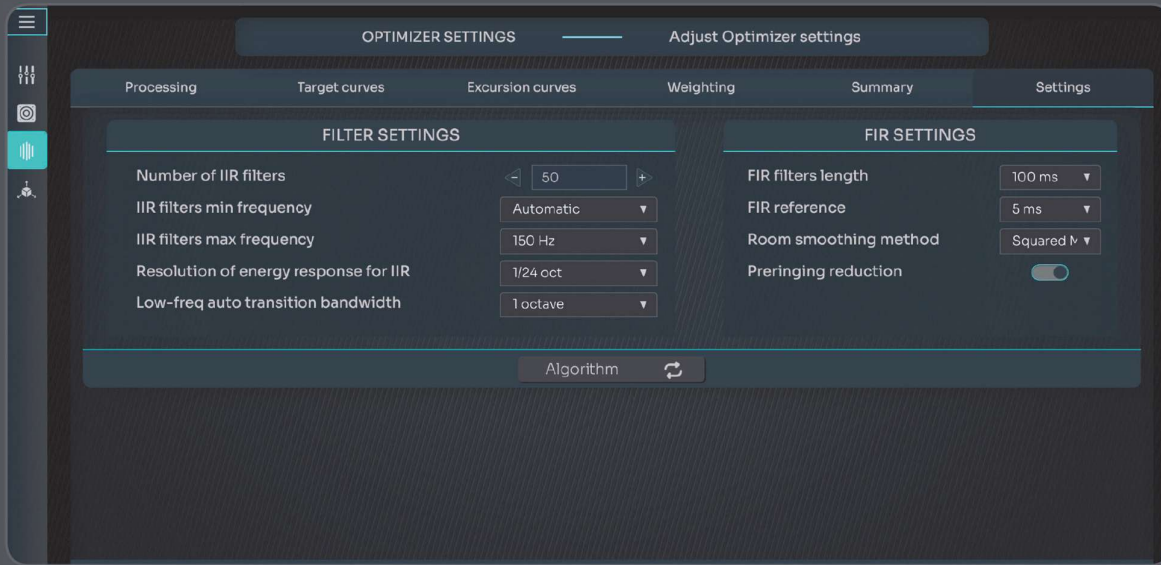 OPTIMIZER SETTINGS Adjust Optimizer settings
Processing Target curves Excursion curves Weighting Summary Settings
FILTER SETTINGS
Number of IIR filters - 50 +
IIR filters min frequency Automatic
IIR filters max frequency 150 Hz
Resolution of energy response for IIR 1/24 oct
Low-freq auto transition bandwidth 1 octave
FIR SETTINGS
FIR filters length 100 ms
FIR reference 5 ms
Room smoothing method Squared M
Preringing reduction
Algorithm